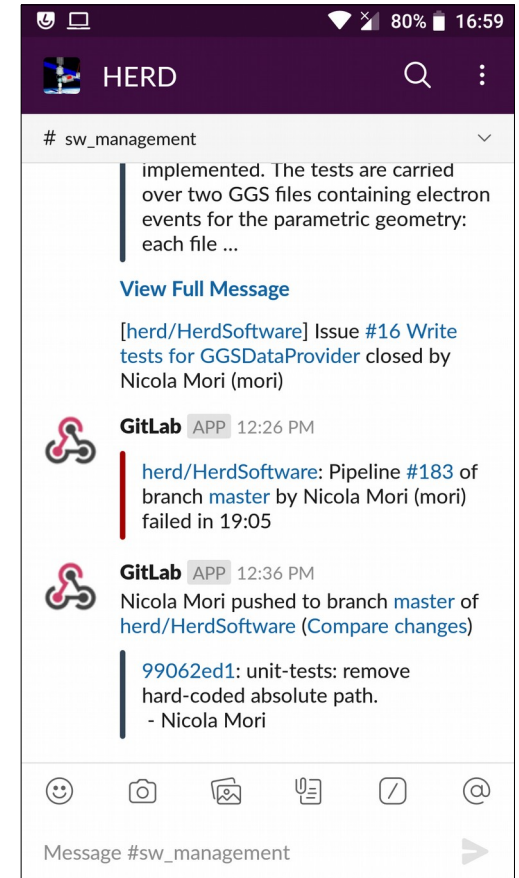 80% 16:59
HERD
# sw_management
implemented. The tests are carried
over two GGS files containing electron
events for the parametric geometry:
each file ...
View Full Message
[herd/HerdSoftware] Issue #16 Write
tests for GGSDataProvider closed by
Nicola Mori (mori)
GitLab APP 12:26 PM
herd/HerdSoftware: Pipeline #183 of
branch master by Nicola Mori (mori)
failed in 19:05
GitLab APP 12:36 PM
Nicola Mori pushed to branch master of
herd/HerdSoftware (Compare changes)
99062ed1: unit-tests: remove
hard-coded absolute path.
- Nicola Mori
Message #sw_management